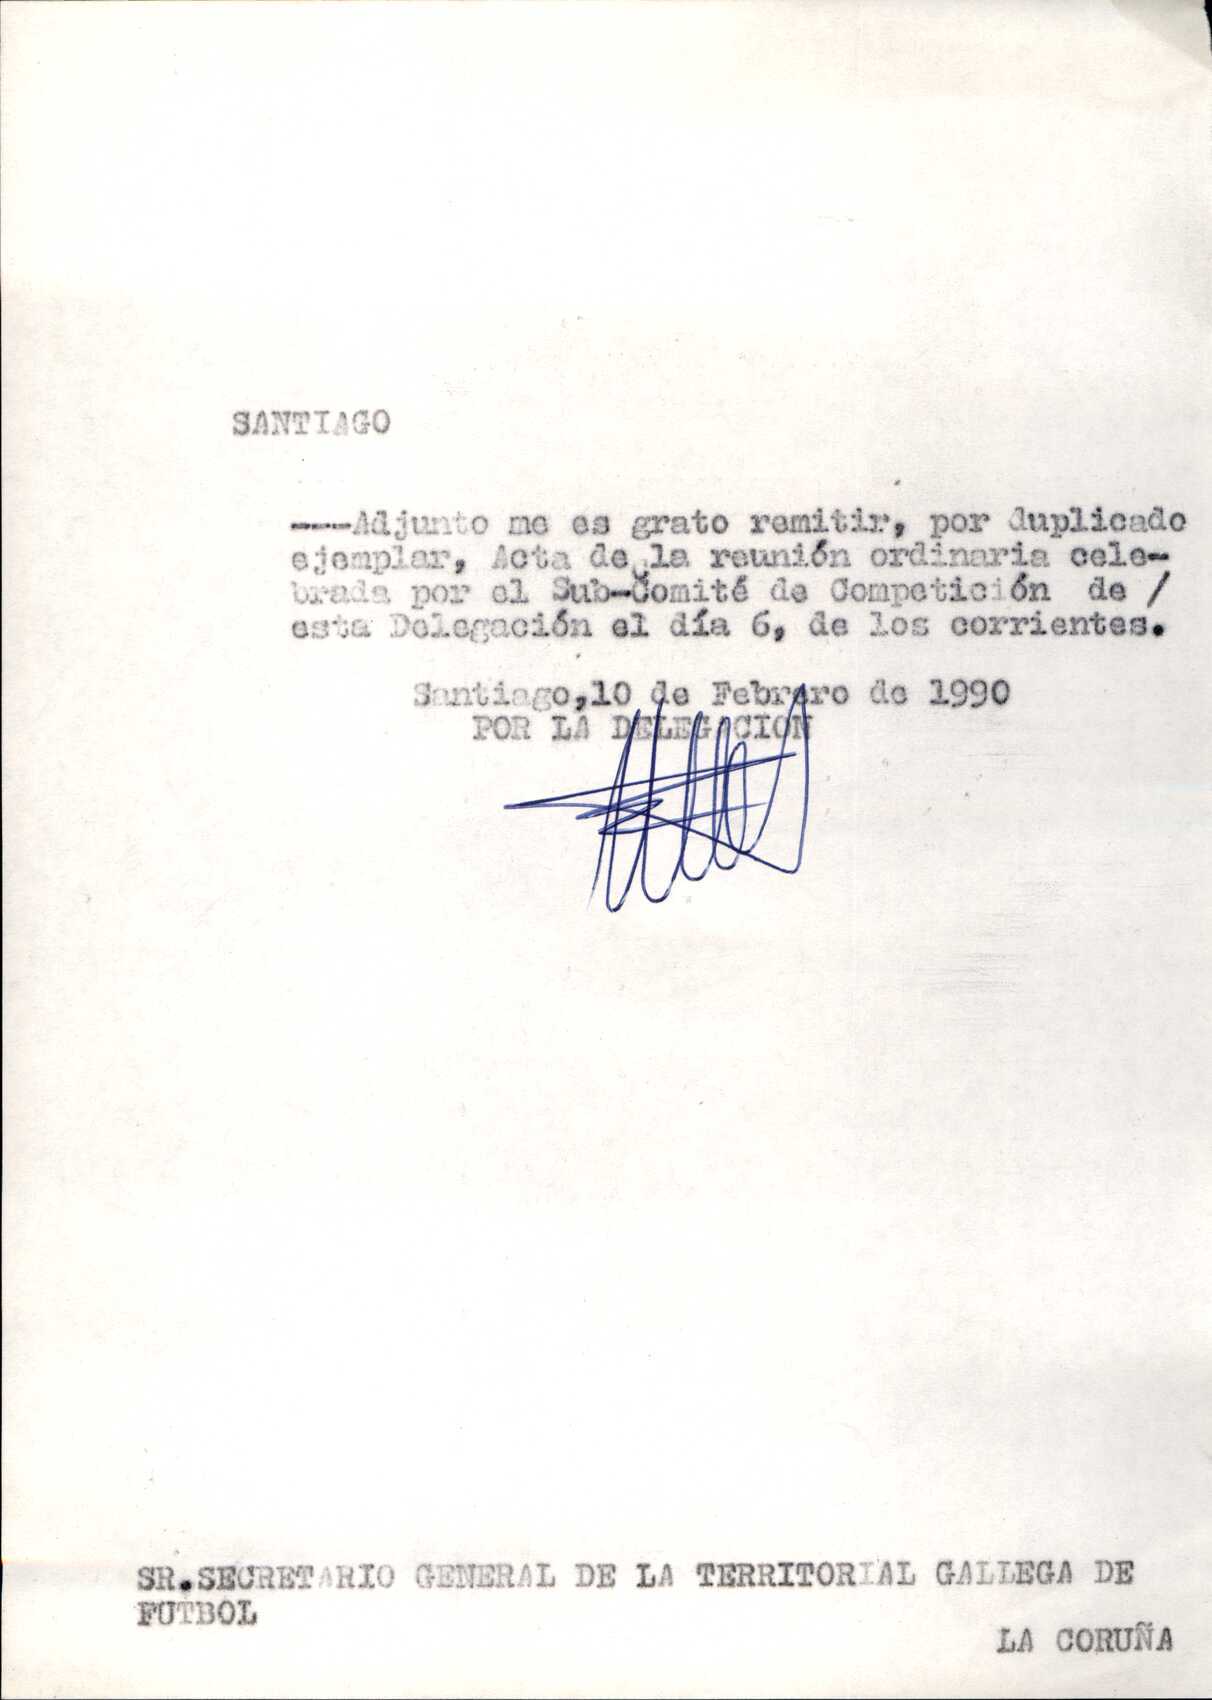 SANTIAGO
----Adjunto me es grato remitir, por duplicado
ejemplar, Acta de la reunión ordinaria cele-
brada por el Sub-Comité de Competición de /
esta Delegación el día 6, de los corrientes.
Santiago,10 de Febrero de 1990
POR LA DELEGACION
SR.SECRETARIO GENERAL DE LA TERRITORIAL GALLEGA DE
FUTBOL
LA CORUÑA